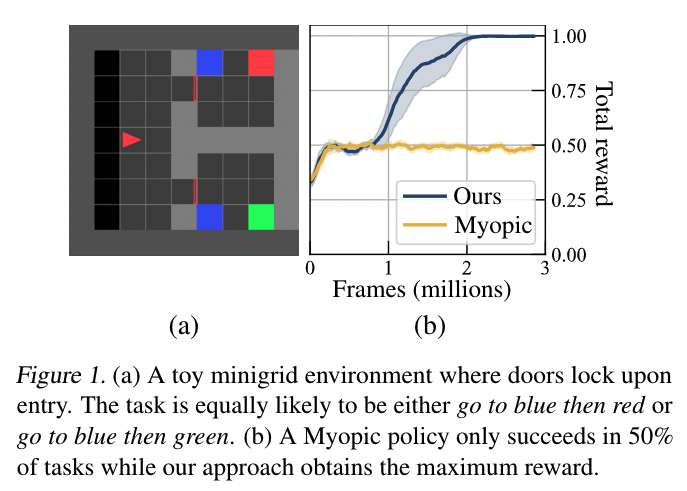 1.00
0.75
Total reward
0.50
Ours
0.25
Myopic
0.00
0 1 2 3
Frames (millions)
(a) (b)
Figure 1. (a) A toy minigrid environment where doors lock upon
entry. The task is equally likely to be either go to blue then red or
go to blue then green. (b) A Myopic policy only succeeds in 50%
of tasks while our approach obtains the maximum reward.